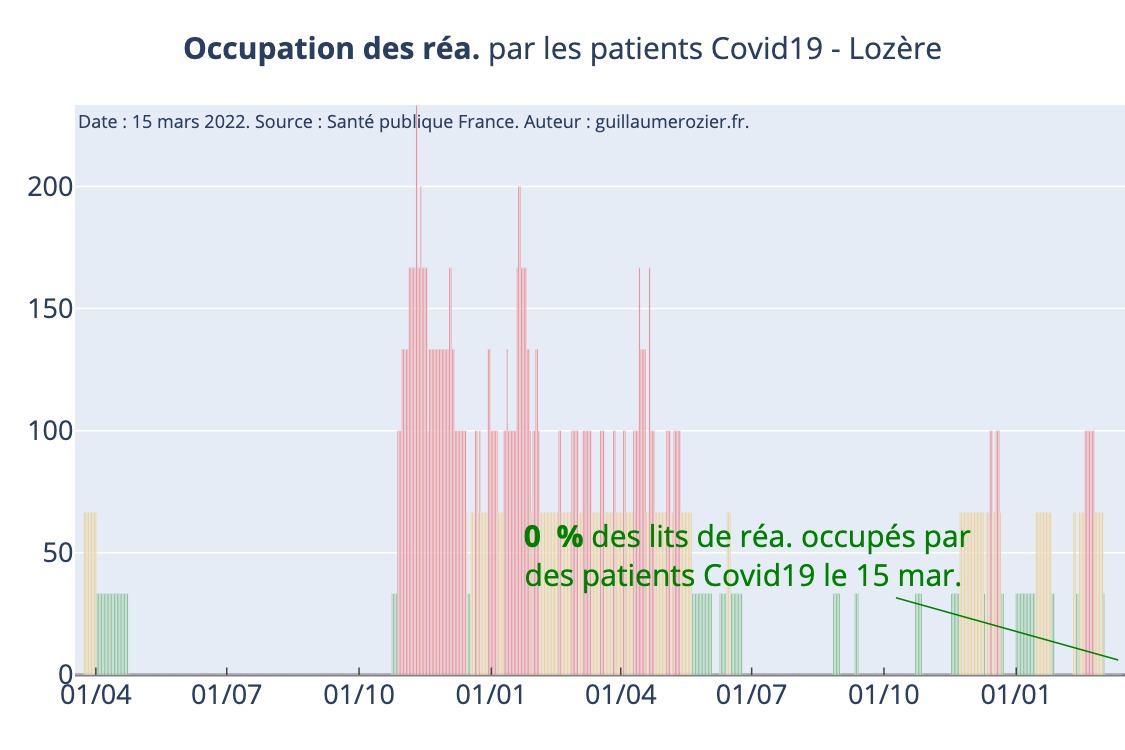 Occupation des réa. par les patients Covid19 - Lozère
Date : 15 mars 2022. Source : Santé publique France. Auteur : guillaumerozier.fr.
200
150
100
50
0
0 % des lits de réa. occupés par
des patients Covid19 le 15 mar.
01/04 01/07 01/10 01/01 01/04 01/07 01/10 01/01